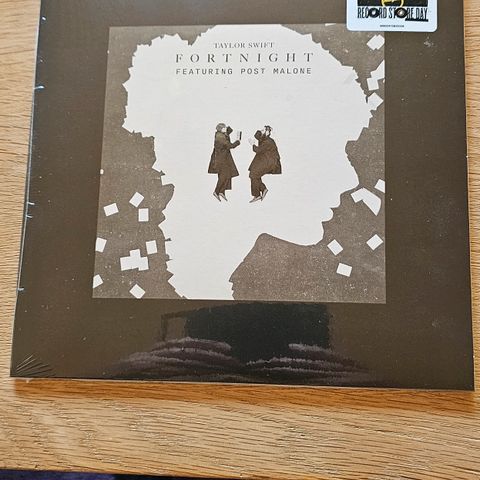 RECORD STORE DAY
TAYLOR SWIFT
FORTNIGHT
FEATURING POST MALONE